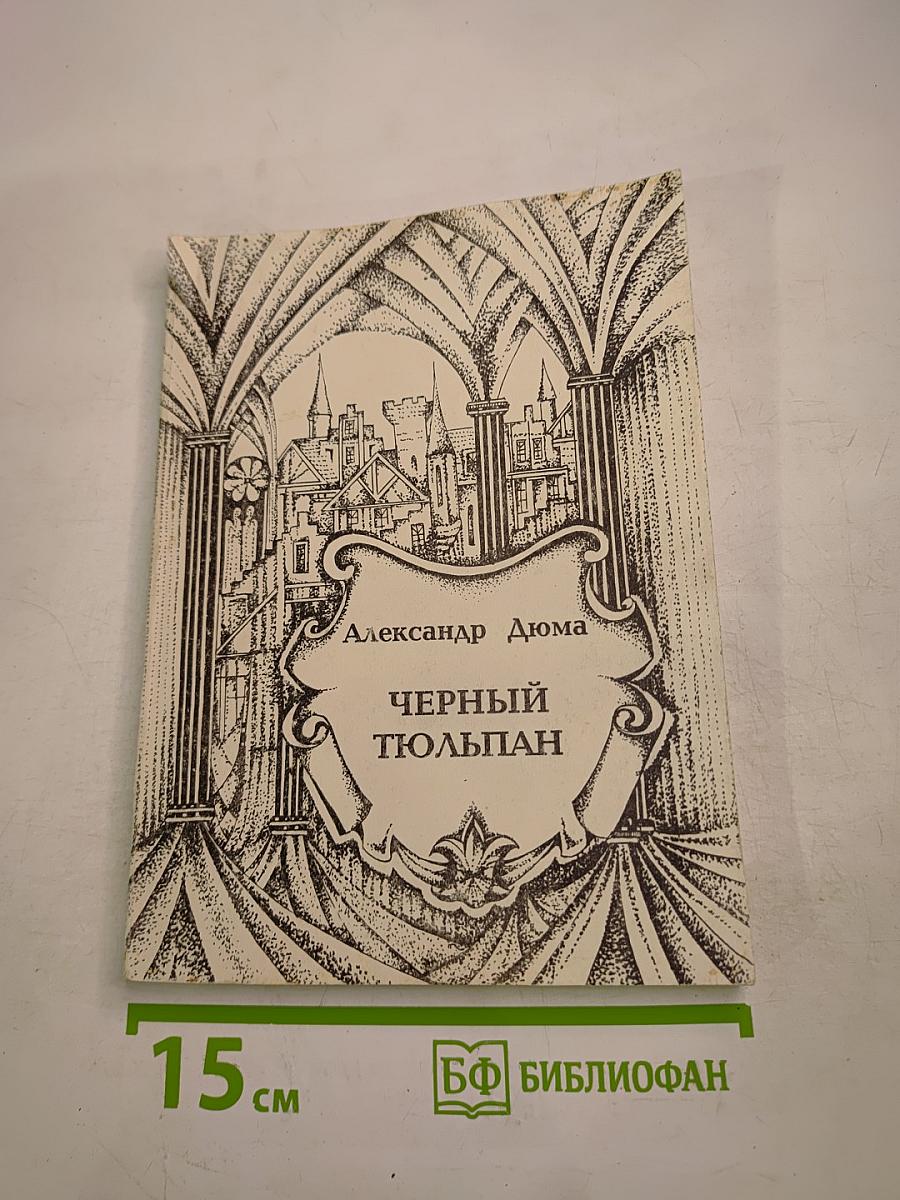 Александр Дюма
ЧЕРНЫЙ
ТЮЛЬПАН
15 см
БФ БИБЛИОФАН